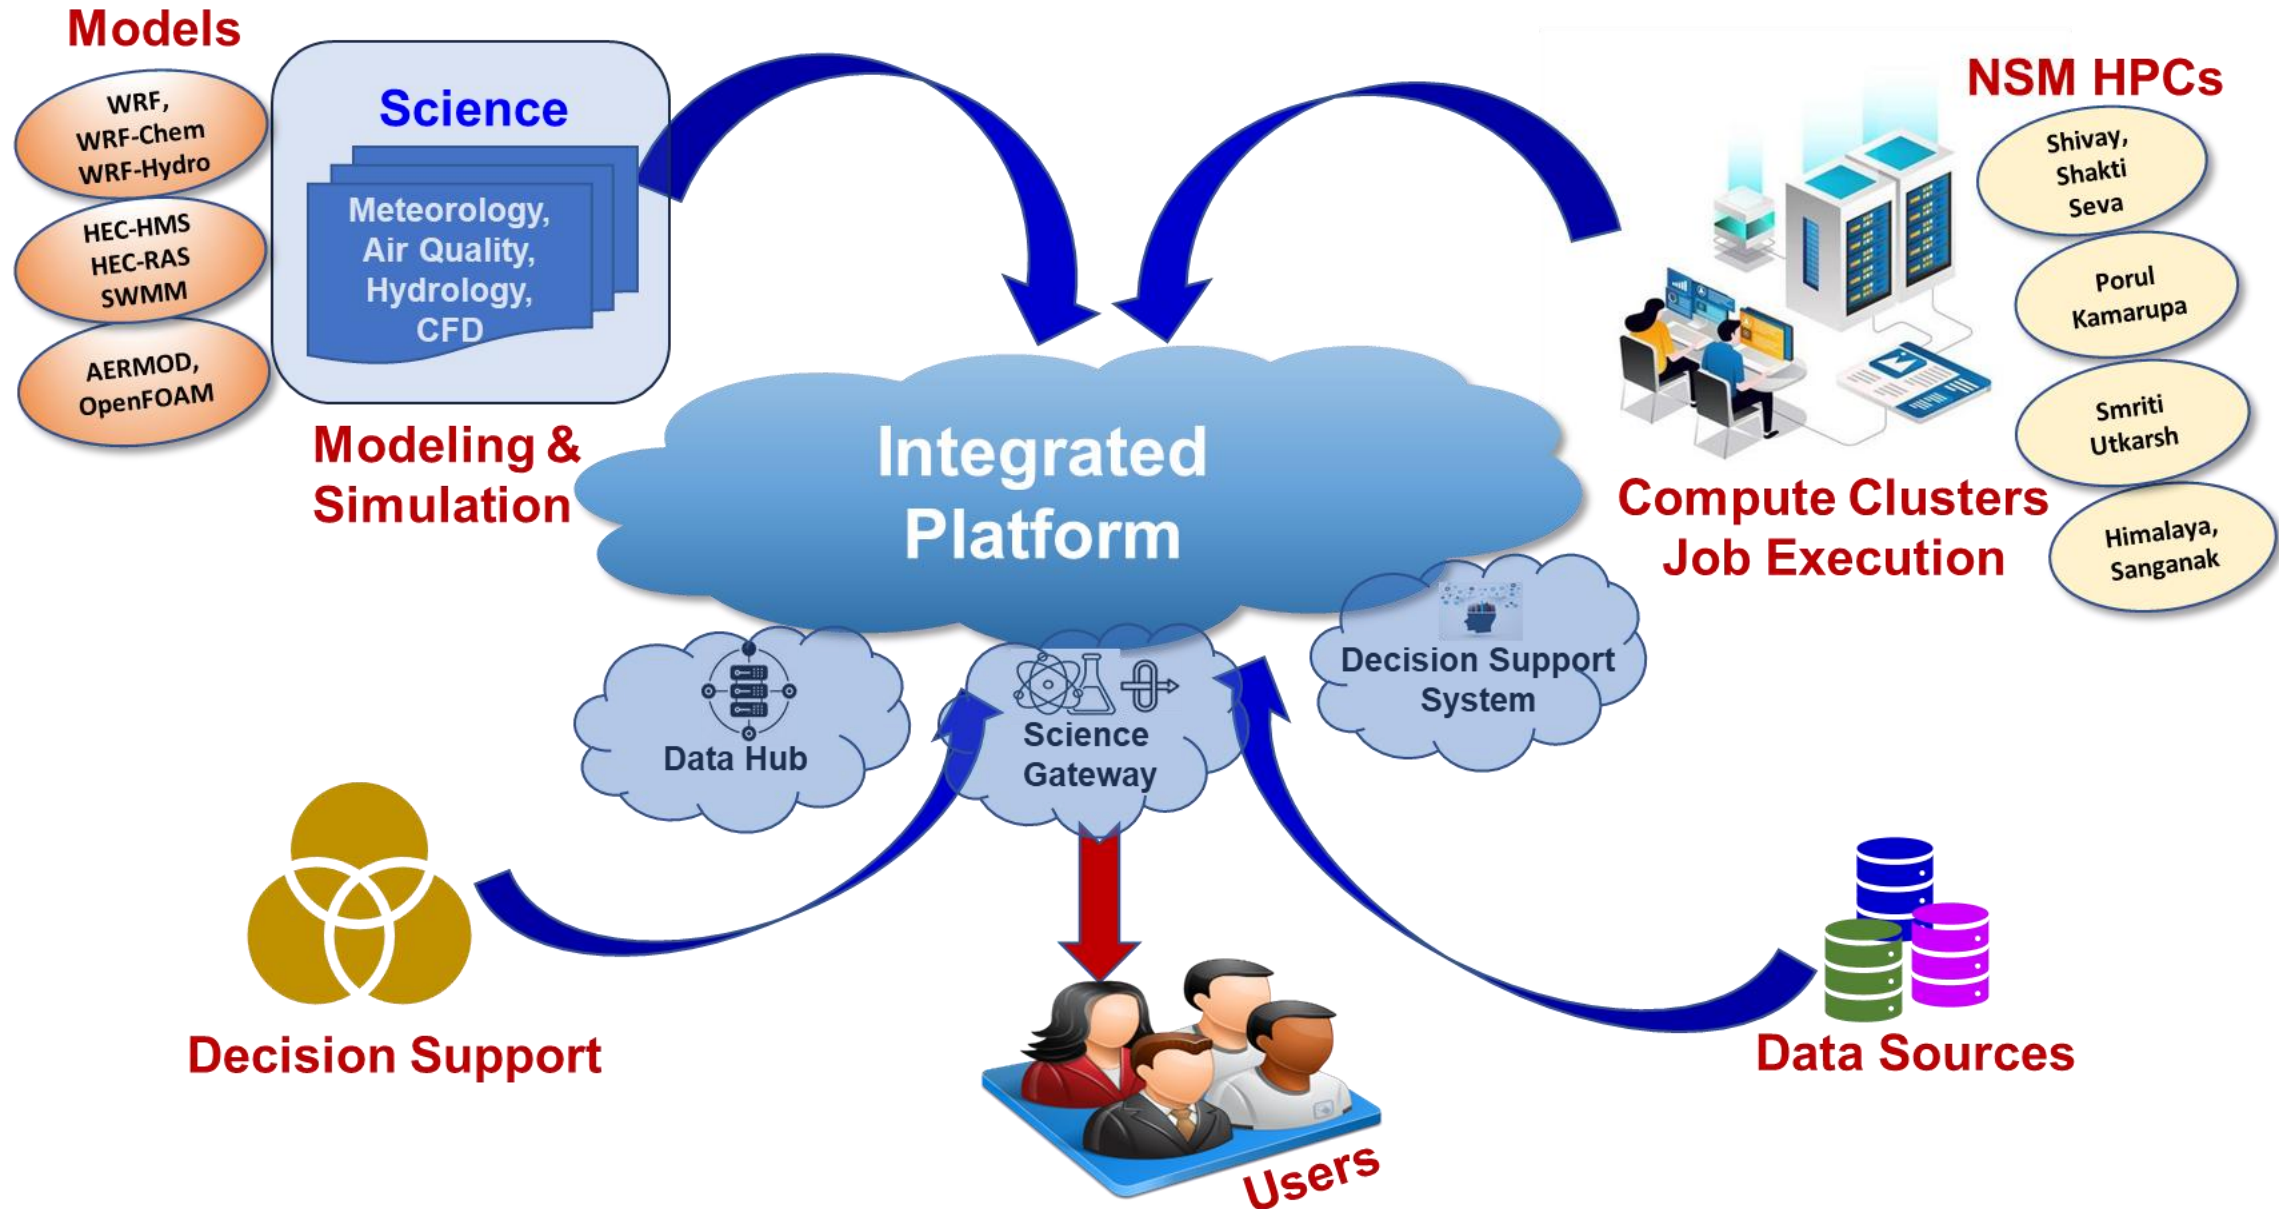 Models
WRF,
WRF-Chem
WRF-Hydro
HEC-HMS
HEC-RAS
SWMM
AERMOD,
OpenFOAM
Science
Meteorology,
Air Quality,
Hydrology,
CFD
Modeling &
Simulation
NSM HPCs
Shivay,
Shakti
Seva
Porul
Kamarupa
Smriti
Utkarsh
Himalaya,
Sanganak
Compute Clusters
Job Execution
Integrated
Platform
Data Hub
Science
Gateway
Decision Support
System
Decision Support
Data Sources
Users